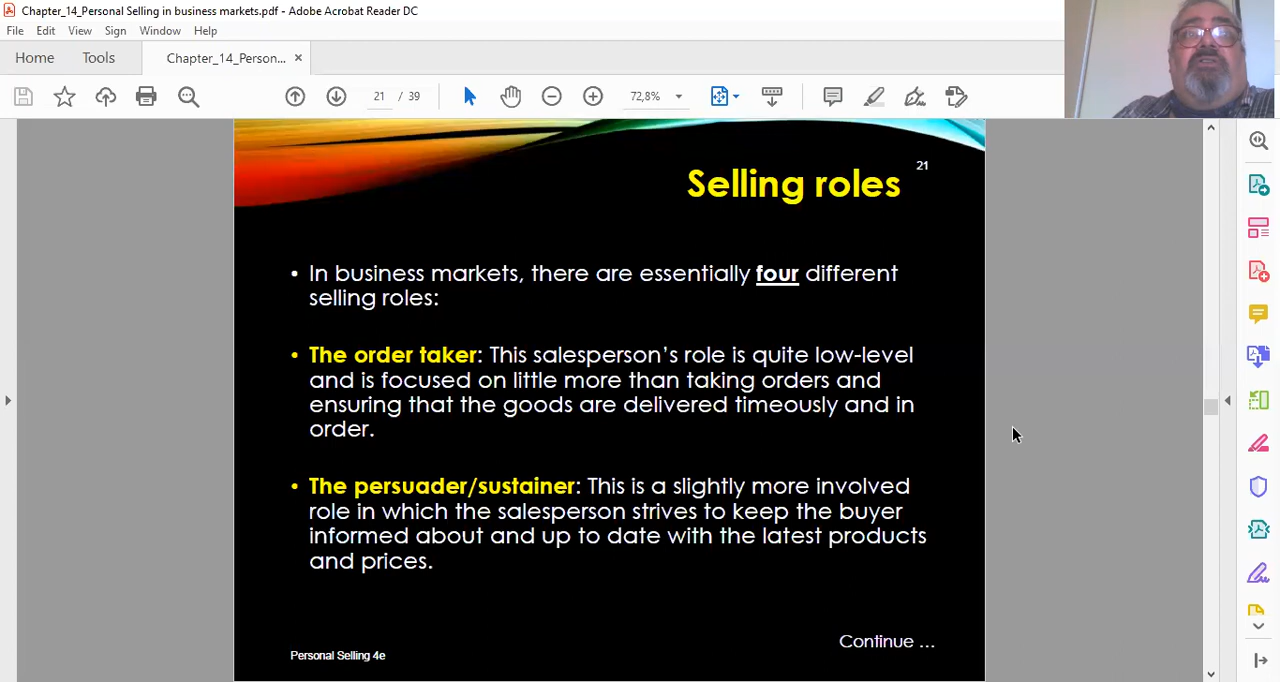 Chapter_14_Personal Selling in business markets.pdf - Adobe Acrobat Reader DC
File Edit View Sign Window Help
Home Tools Chapter_14_Person... ×
21 / 39 72,8%
21
Selling roles
• In business markets, there are essentially four different
selling roles:
• The order taker: This salesperson’s role is quite low-level
and is focused on little more than taking orders and
ensuring that the goods are delivered timeously and in
order.
• The persuader/sustainer: This is a slightly more involved
role in which the salesperson strives to keep the buyer
informed about and up to date with the latest products
and prices.
Continue ...
Personal Selling 4e